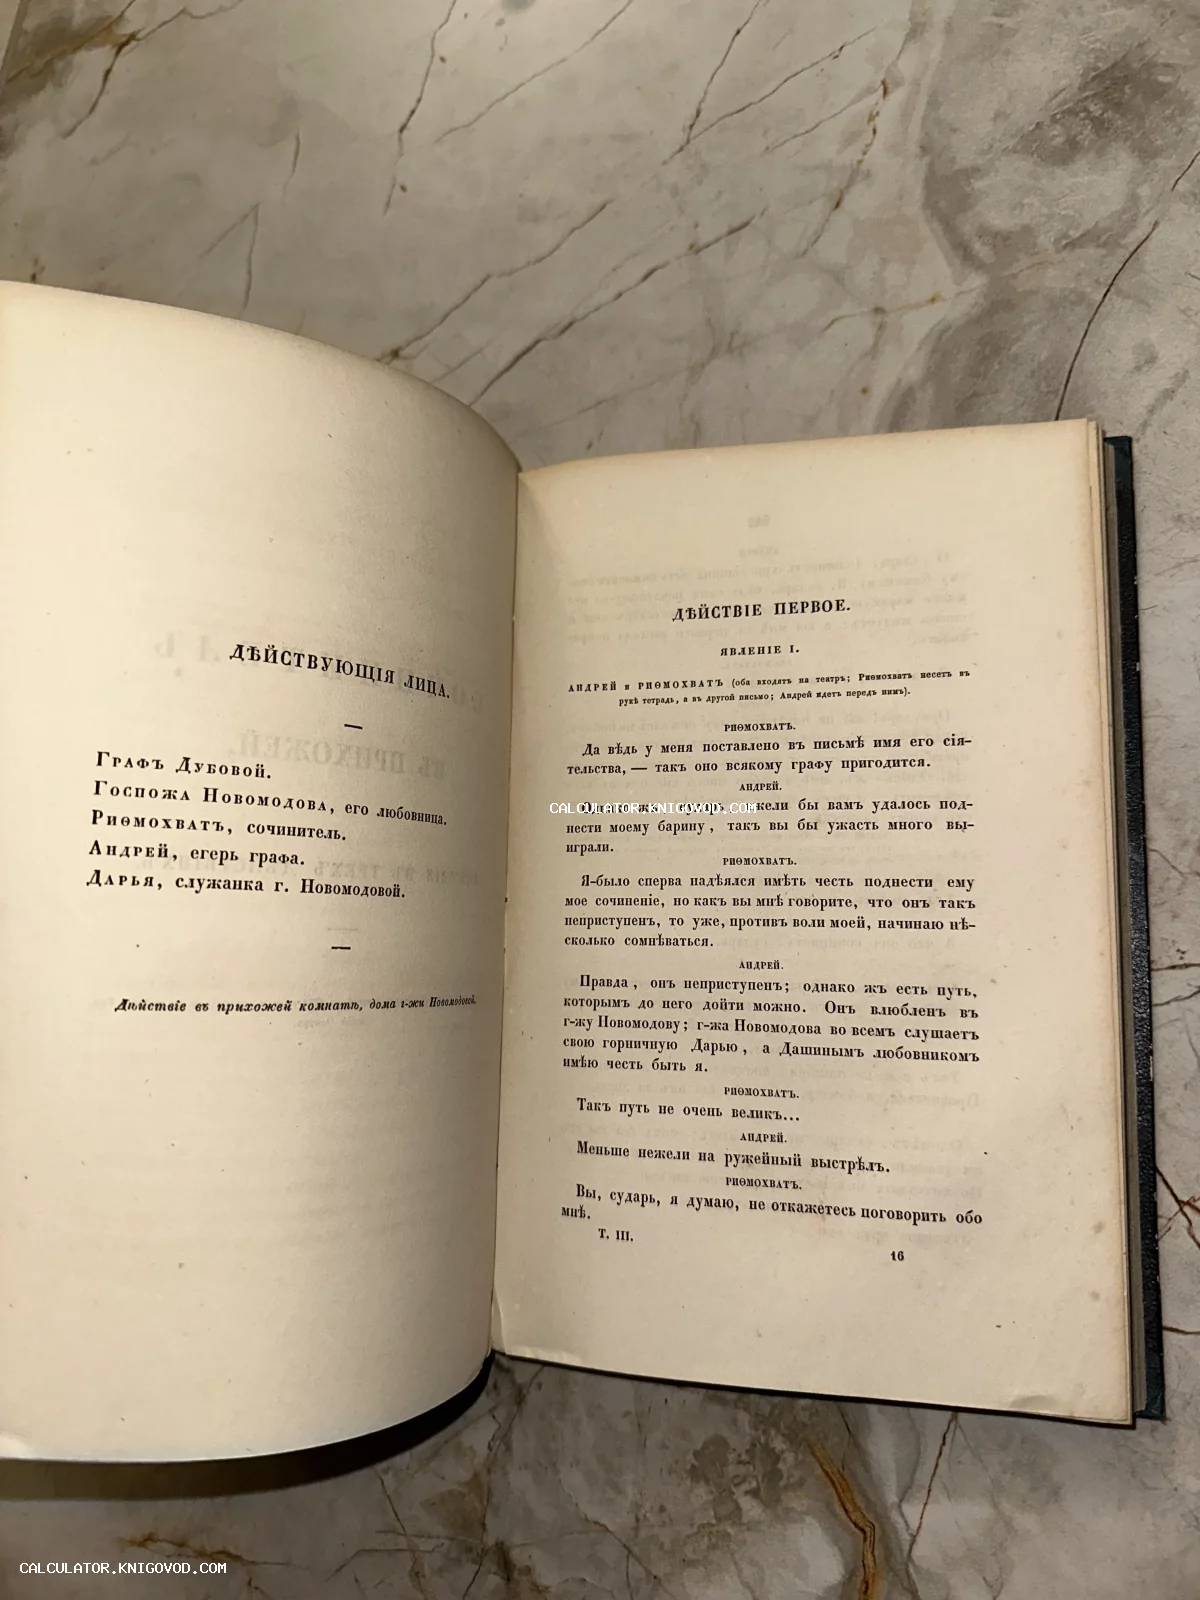 ДѢЙСТВУЮЩІЯ ЛИЦА.
—
ГРАФЪ ДУБОВОЙ.
ГОСПОЖА НОВОМОДОВА, его любовница.
РИѲМОХВАТЪ, сочинитель.
АНДРЕЙ, егерь графа.
ДАРЬЯ, служанка г. Новомодовой.
—
Дѣйствіе въ прихожей комнатѣ, дома г-жи Новомодовой.
ДѢЙСТВІЕ ПЕРВОЕ.
ЯВЛЕНІЕ I.
АНДРЕЙ и РИѲМОХВАТЪ (оба входятъ на театръ; Риѳмохватъ несетъ въ
рукѣ тетрадь, а въ другой письмо; Андрей идетъ передъ нимъ).
РИѲМОХВАТЪ.
Да вѣдь у меня поставлено въ письмѣ имя его сія-
тельства, — такъ оно всякому графу пригодится.
АНДРЕЙ.
Однако жъ, сударь, ежели бы вамъ удалось под-
нести моему барину, такъ вы бы ужасть много вы-
играли.
РИѲМОХВАТЪ.
Я-было сперва надѣялся имѣть честь поднести ему
мое сочиненіе, но какъ вы мнѣ говорите, что онъ такъ
неприступенъ, то уже, противъ воли моей, начинаю нѣ-
сколько сомнѣваться.
АНДРЕЙ.
Правда, онъ неприступенъ; однако жъ есть путь,
которымъ до него дойти можно. Онъ влюбленъ въ
г-жу Новомодову; г-жа Новомодова во всемъ слушаетъ
свою горничную Дарью, а Дашинымъ любовникомъ
имѣю честь быть я.
РИѲМОХВАТЪ.
Такъ путь не очень великъ...
АНДРЕЙ.
Меньше нежели на ружейный выстрѣлъ.
РИѲМОХВАТЪ.
Вы, сударь, я думаю, не откажетесь поговорить обо
мнѣ.
Т. III.
16
CALCULATOR.KNIGOVOD.COM
CALCULATOR.KNIGOVOD.COM